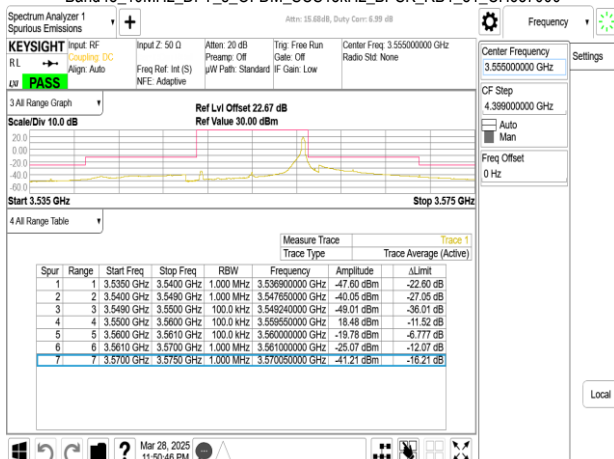 Spectrum Analyzer 1
Spurious Emissions
Attn: 15.68dB, Duty Corr: 6.99 dB
Frequency
Settings
KEYSIGHT
Input: RF
Coupling: DC
Align: Auto
Input Z: 50 Ω
Freq Ref: Int (S)
NFE: Adaptive
Atten: 20 dB
Preamp: Off
µW Path: Standard
Trig: Free Run
Gate: Off
IF Gain: Low
Center Freq: 3.555000000 GHz
Radio Std: None
RL
PASS
Center Frequency
3.555000000 GHz
CF Step
4.399000000 GHz
Auto
Man
Freq Offset
0 Hz
3 All Range Graph
Scale/Div 10.0 dB
Ref Lvl Offset 22.67 dB
Ref Value 30.00 dBm
20.0
0.00
-20.0
-40.0
-60.0
Start 3.535 GHz
Stop 3.575 GHz
4 All Range Table
Measure Trace Trace 1
Trace Type Trace Average (Active)
Spur Range Start Freq Stop Freq RBW Frequency Amplitude ΔLimit
1 1 3.5350 GHz 3.5400 GHz 1.000 MHz 3.536900000 GHz -47.60 dBm -22.60 dB
2 2 3.5400 GHz 3.5490 GHz 1.000 MHz 3.547650000 GHz -40.05 dBm -27.05 dB
3 3 3.5490 GHz 3.5500 GHz 100.0 kHz 3.549240000 GHz -49.01 dBm -36.01 dB
4 4 3.5500 GHz 3.5600 GHz 100.0 kHz 3.559550000 GHz 18.48 dBm -11.52 dB
5 5 3.5600 GHz 3.5610 GHz 100.0 kHz 3.560000000 GHz -19.78 dBm -6.777 dB
6 6 3.5610 GHz 3.5700 GHz 1.000 MHz 3.561000000 GHz -25.07 dBm -12.07 dB
7 7 3.5700 GHz 3.5750 GHz 1.000 MHz 3.570050000 GHz -41.21 dBm -16.21 dB
Local
Mar 28, 2025
11:50:46 PM